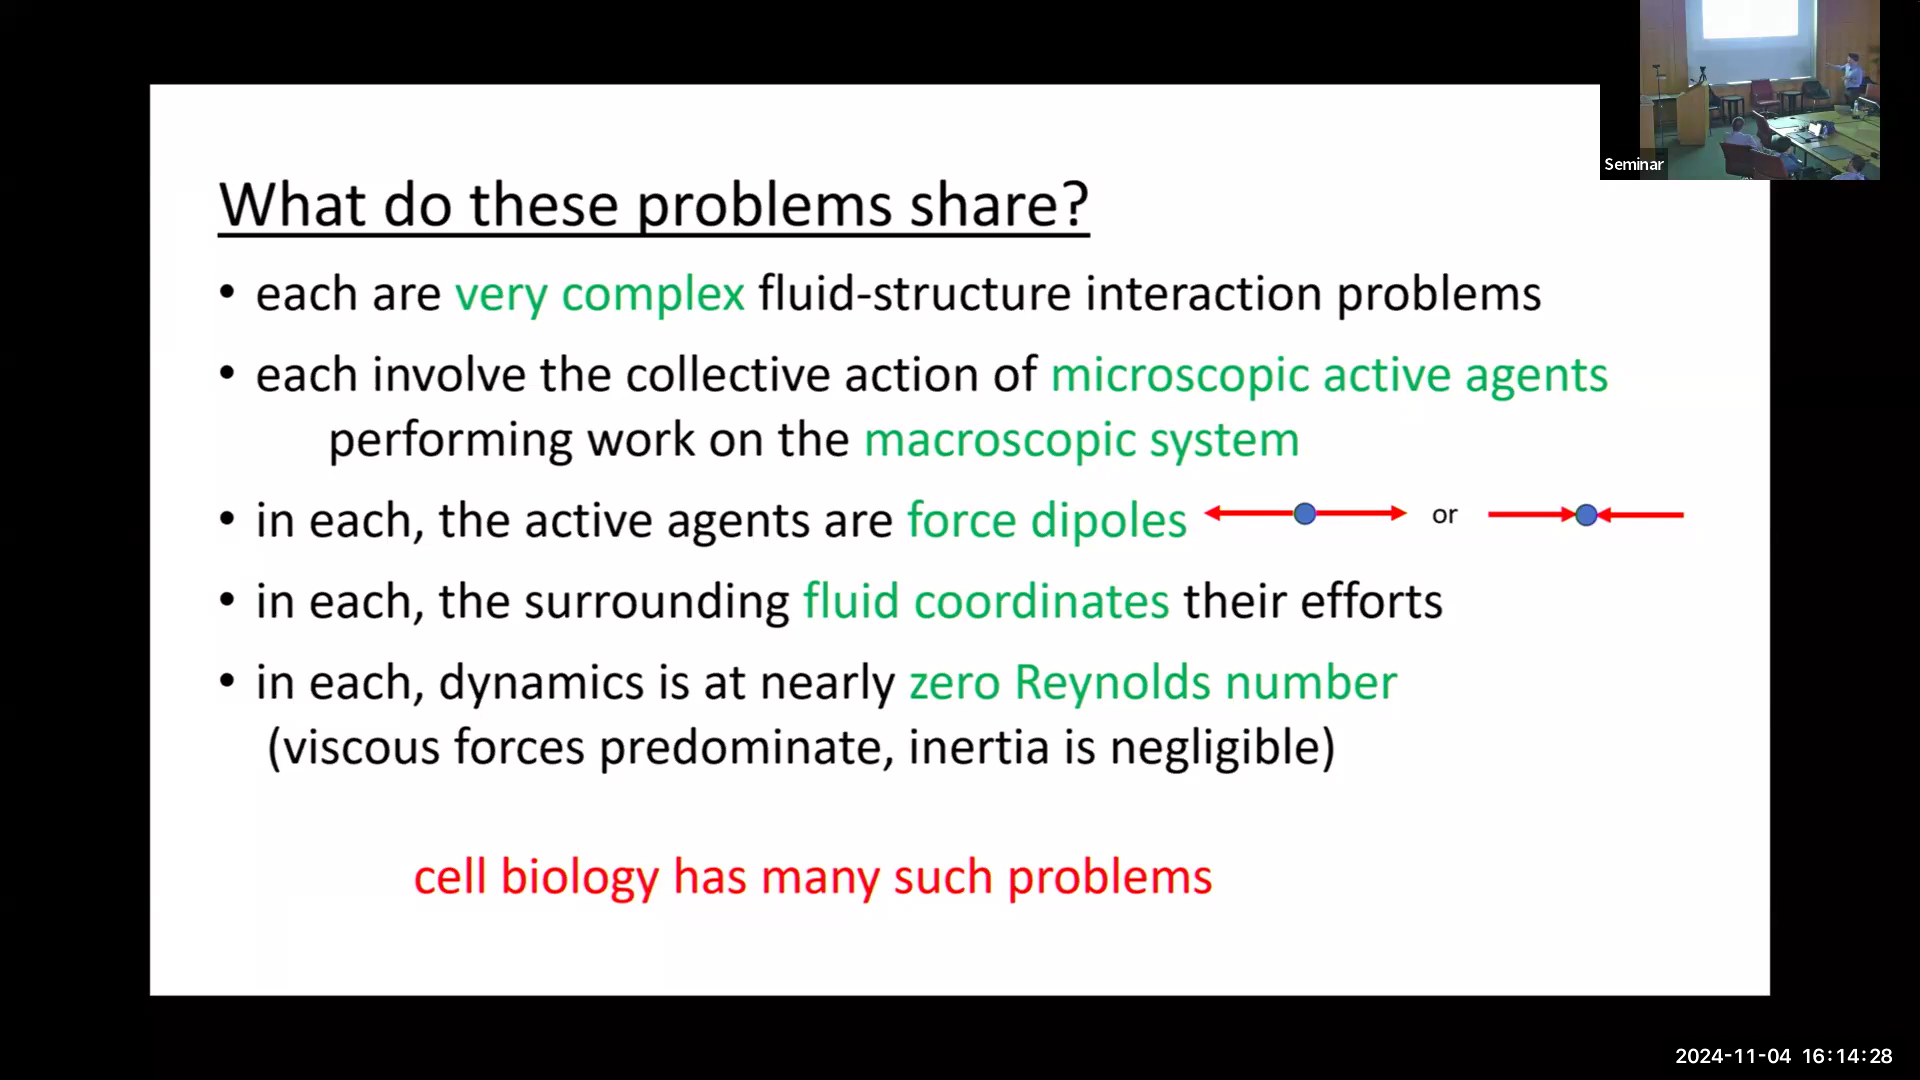 Seminar
What do these problems share?
• each are very complex fluid-structure interaction problems
• each involve the collective action of microscopic active agents
performing work on the macroscopic system
• in each, the active agents are force dipoles or
• in each, the surrounding fluid coordinates their efforts
• in each, dynamics is at nearly zero Reynolds number
(viscous forces predominate, inertia is negligible)
cell biology has many such problems
2024-11-04 16:14:28